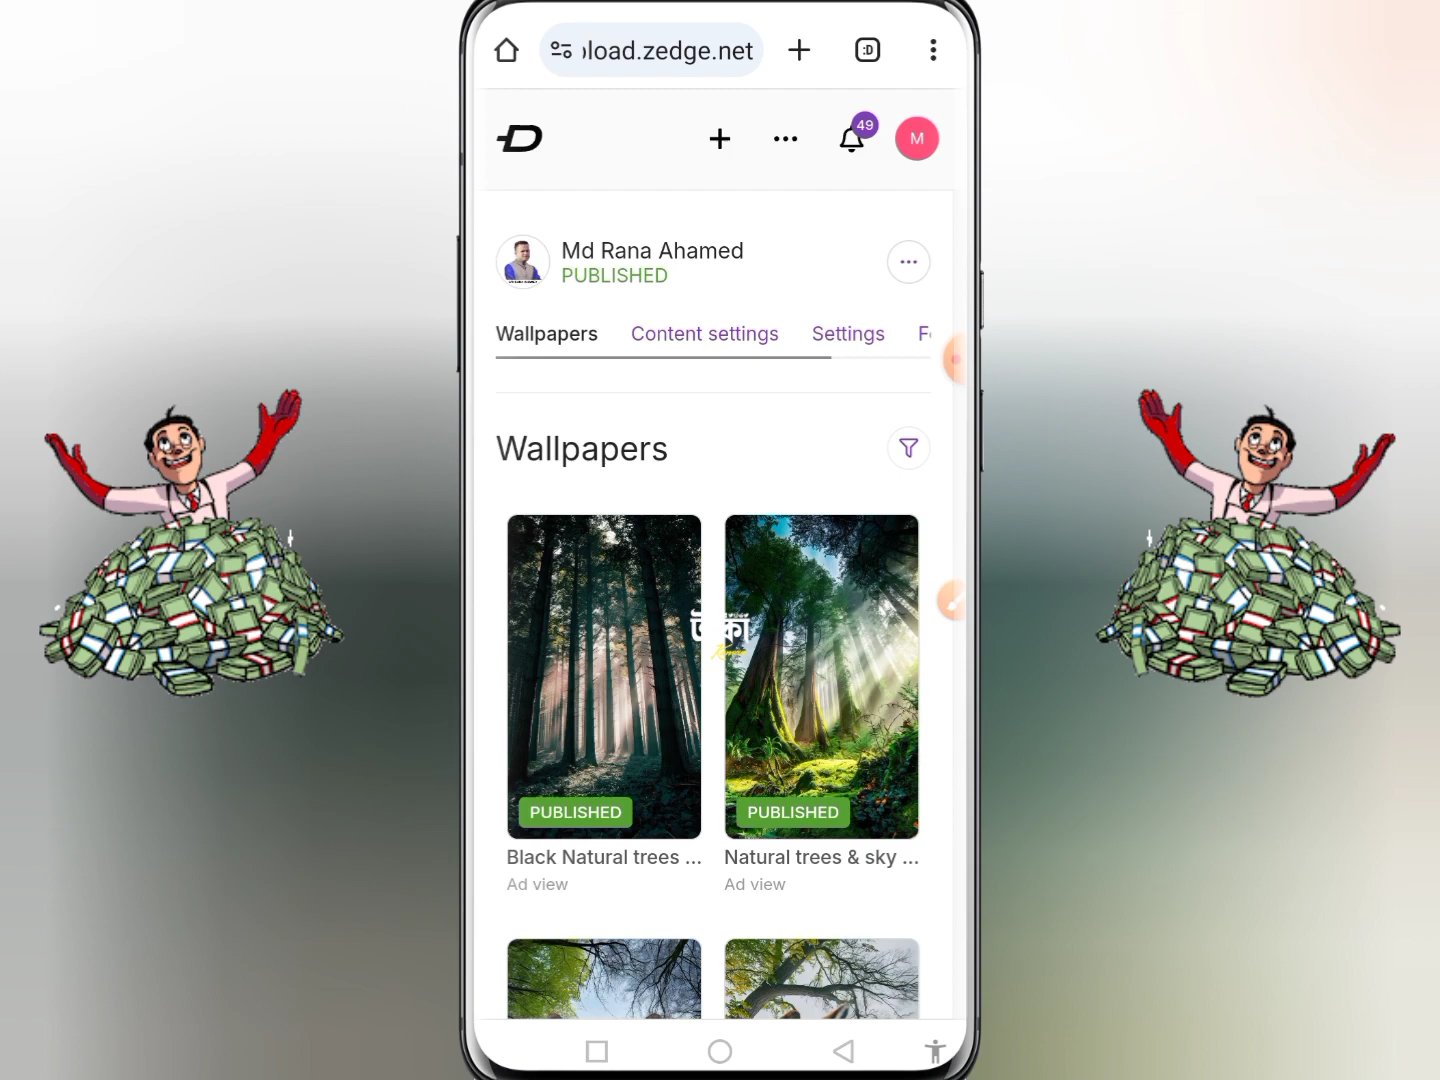 :D
load.zedge.net
49
M
Md Rana Ahamed
PUBLISHED
Wallpapers Content settings Settings
Wallpapers
টাকা
PUBLISHED
PUBLISHED
Black Natural trees ...
Natural trees & sky ...
Ad view
Ad view